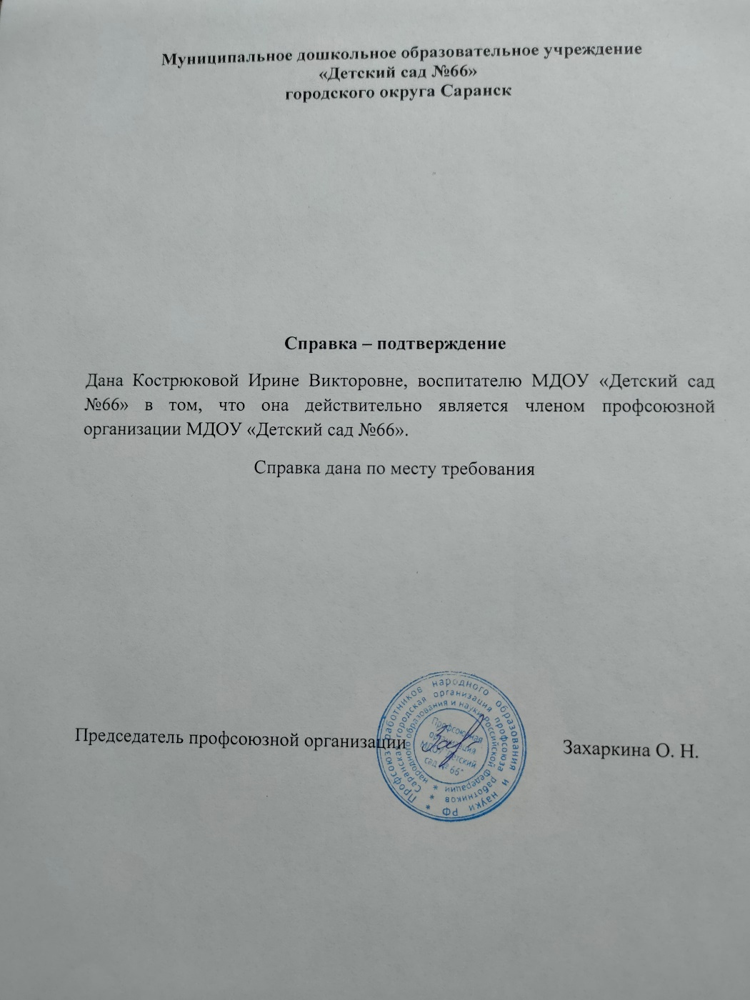 Муниципальное дошкольное образовательное учреждение
«Детский сад №66»
городского округа Саранск
Справка – подтверждение
Дана Кострюковой Ирине Викторовне, воспитателю МДОУ «Детский сад
№66» в том, что она действительно является членом профсоюзной
организации МДОУ «Детский сад №66».
Справка дана по месту требования
Председатель профсоюзной организации
Захаркина О. Н.
Профсоюз работников народного образования и науки РФ *
Саранская городская организация профсоюза работников *
народного образования и науки Российской Федерации *
Профсоюзная
организация
МДОУ "Детский
сад № 66"